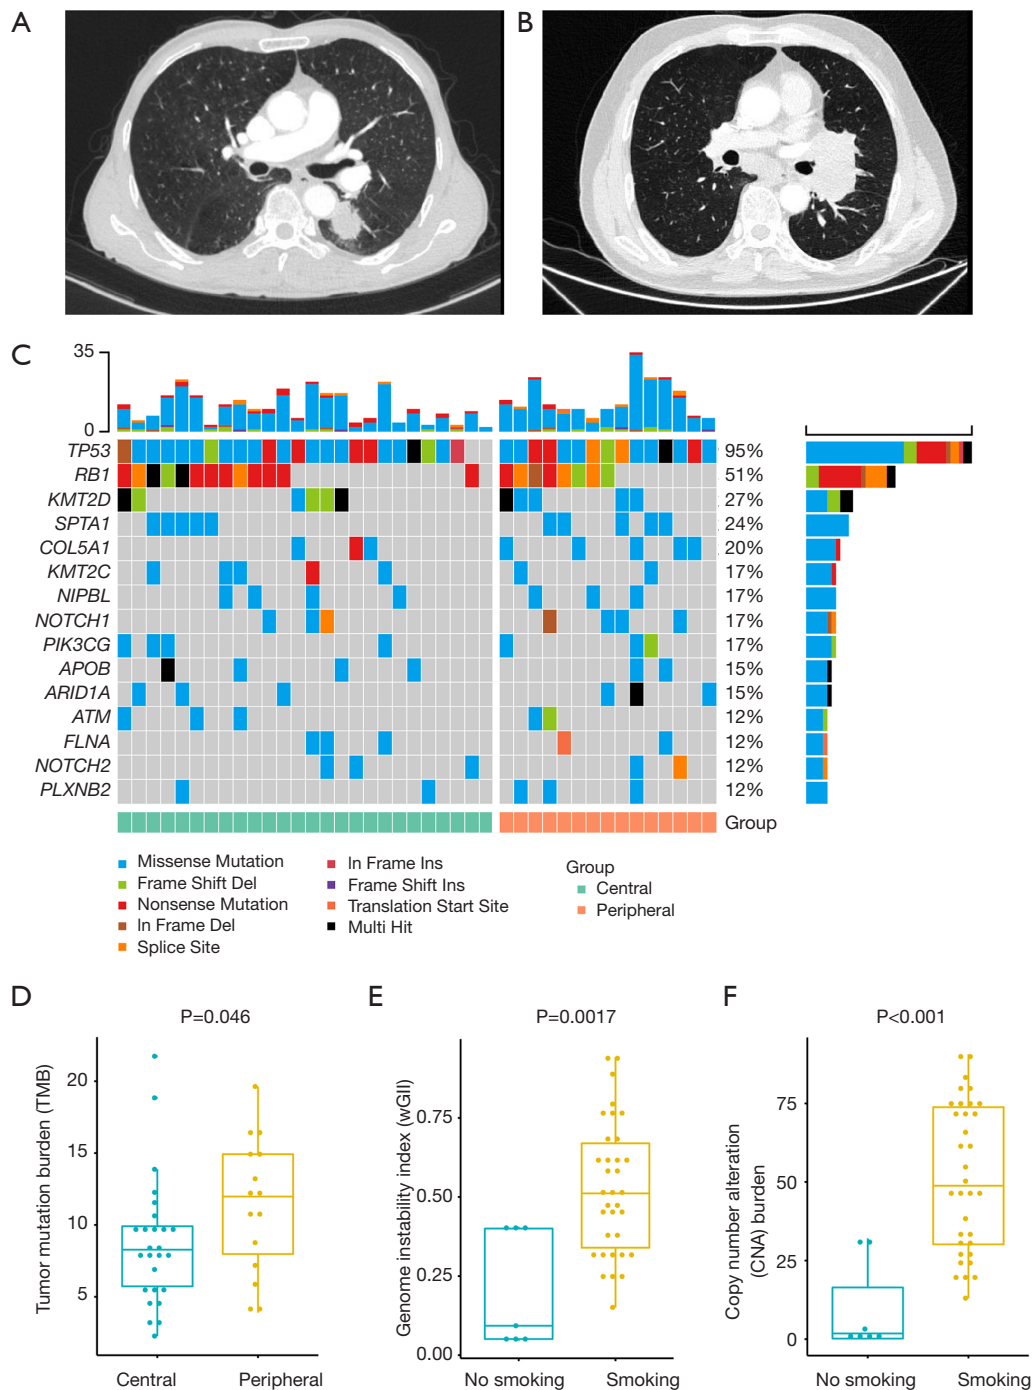 A
B
C
35
0
TP53 95%
RB1 51%
KMT2D 27%
SPTA1 24%
COL5A1 20%
KMT2C 17%
NIPBL 17%
NOTCH1 17%
PIK3CG 17%
APOB 15%
ARID1A 15%
ATM 12%
FLNA 12%
NOTCH2 12%
PLXNB2 12%
Group
Missense Mutation
Frame Shift Del
Nonsense Mutation
In Frame Del
Splice Site
In Frame Ins
Frame Shift Ins
Translation Start Site
Multi Hit
Group
Central
Peripheral
D
P=0.046
Tumor mutation burden (TMB)
20
15
10
5
Central Peripheral
E
P=0.0017
Genome instability index (wGII)
0.75
0.50
0.25
0.00
No smoking Smoking
F
P<0.001
Copy number alteration
(CNA) burden
75
50
25
0
No smoking Smoking